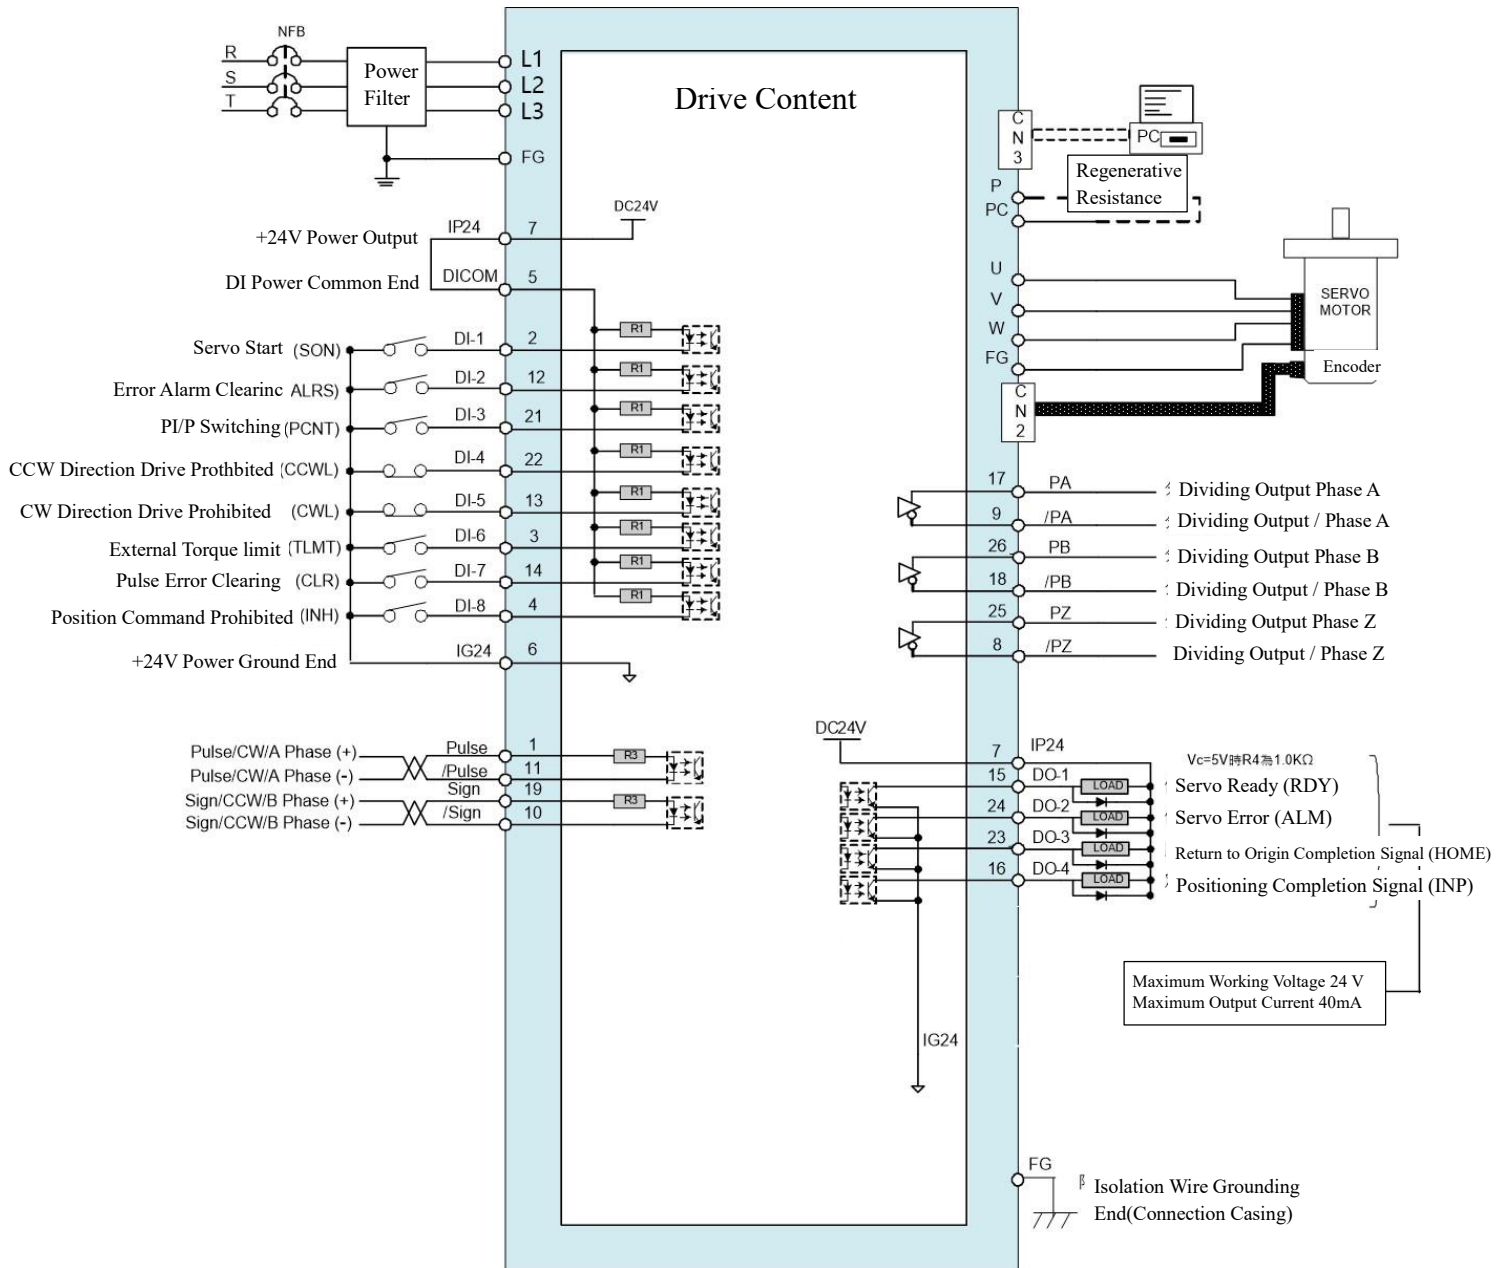 NFB
R
S
T
Power
Filter
L1
L2
L3
FG
Drive Content
C
N
3
PC
Regenerative
Resistance
P
PC
DC24V
+24V Power Output
IP24
7
DI Power Common End
DICOM
5
U
V
W
FG
SERVO
MOTOR
Encoder
C
N
2
Servo Start (SON) DI-1 2
R1
Error Alarm Clearinc ALRS) DI-2 12
R1
PI/P Switching (PCNT) DI-3 21
R1
CCW Direction Drive Prothbited (CCWL) DI-4 22
R1
CW Direction Drive Prohibited (CWL) DI-5 13
R1
External Torque limit (TLMT) DI-6 3
R1
Pulse Error Clearing (CLR) DI-7 14
R1
Position Command Prohibited (INH) DI-8 4
R1
+24V Power Ground End IG24 6
17 PA Dividing Output Phase A
9 /PA Dividing Output / Phase A
26 PB Dividing Output Phase B
18 /PB Dividing Output / Phase B
25 PZ Dividing Output Phase Z
8 /PZ Dividing Output / Phase Z
Pulse/CW/A Phase (+) Pulse 1 R3
Pulse/CW/A Phase (-) /Pulse 11
Sign/CCW/B Phase (+) Sign 19 R3
Sign/CCW/B Phase (-) /Sign 10
DC24V
7 IP24
Vc=5V時R4為1.0KΩ
15 DO-1 LOAD Servo Ready (RDY)
24 DO-2 LOAD Servo Error (ALM)
23 DO-3 LOAD Return to Origin Completion Signal (HOME)
16 DO-4 LOAD Positioning Completion Signal (INP)
Maximum Working Voltage 24 V
Maximum Output Current 40mA
IG24
FG
Isolation Wire Grounding
End(Connection Casing)